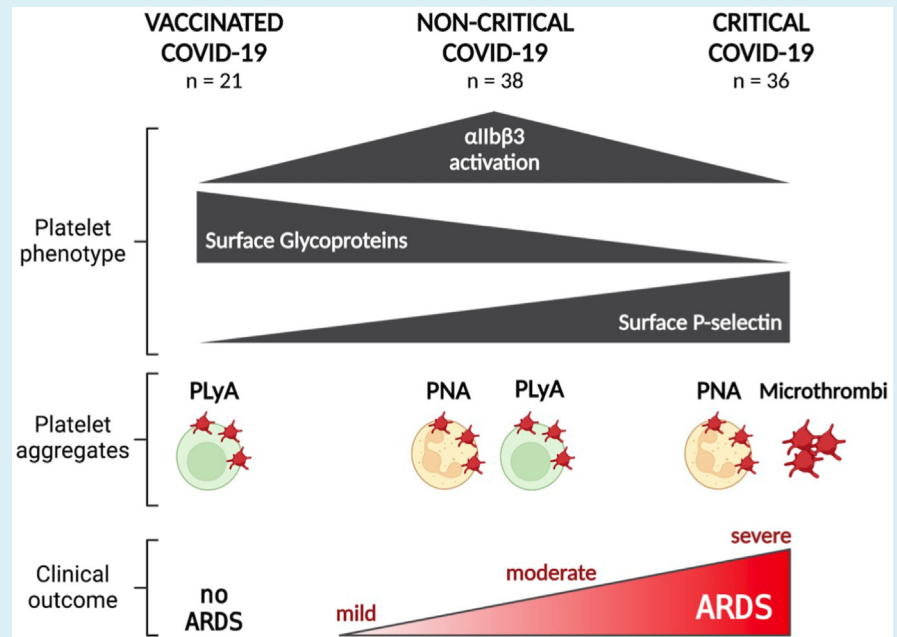 VACCINATED
COVID-19
n = 21
NON-CRITICAL
COVID-19
n = 38
CRITICAL
COVID-19
n = 36
Platelet
phenotype
αIIbβ3
activation
Surface Glycoproteins
Surface P-selectin
Platelet
aggregates
PLyA
PNA
PLyA
PNA
Microthrombi
Clinical
outcome
no
ARDS
mild
moderate
severe
ARDS